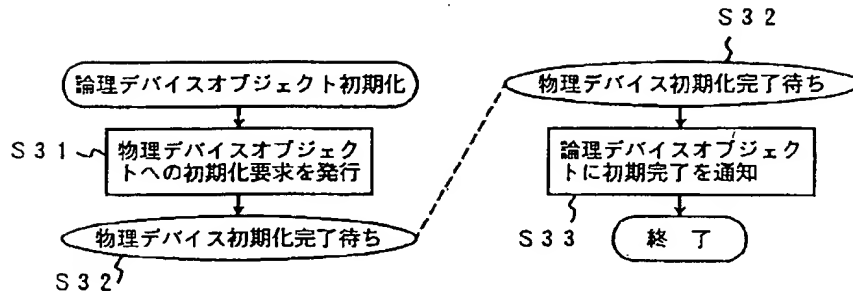 論理デバイスオブジェクト初期化
S31
物理デバイスオブジェク
トへの初期化要求を発行
物理デバイス初期化完了待ち
S32
S32
物理デバイス初期化完了待ち
論理デバイスオブジェク
トに初期完了を通知
S33
終了